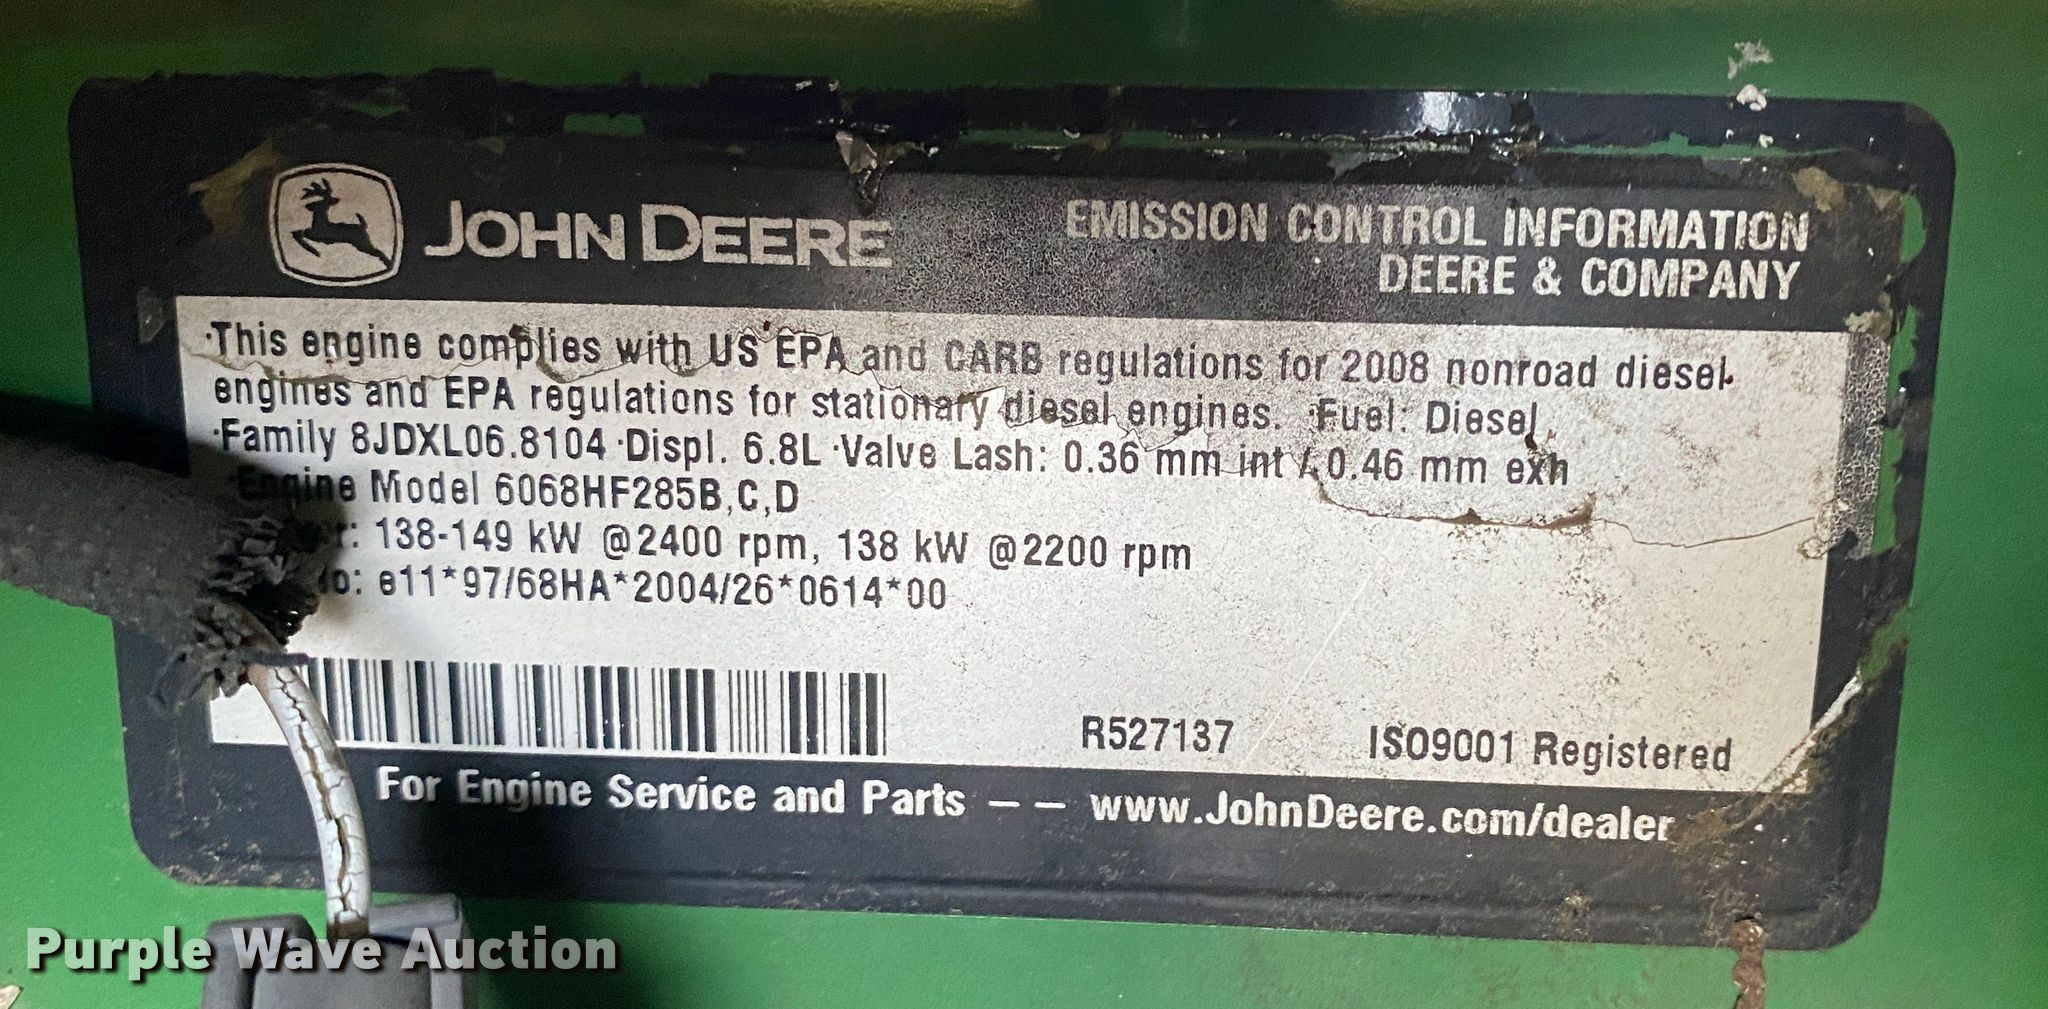 JOHN DEERE
EMISSION CONTROL INFORMATION
DEERE & COMPANY
·This engine complies with US EPA and CARB regulations for 2008 nonroad diesel
engines and EPA regulations for stationary diesel engines. ·Fuel: Diesel
·Family 8JDXL06.8104 ·Displ. 6.8L ·Valve Lash: 0.36 mm int / 0.46 mm exh
Engine Model 6068HF285B,C,D
138-149 kW @2400 rpm, 138 kW @2200 rpm
e11*97/68HA*2004/26*0614*00
R527137 ISO9001 Registered
For Engine Service and Parts – – www.JohnDeere.com/dealer
Purple Wave Auction